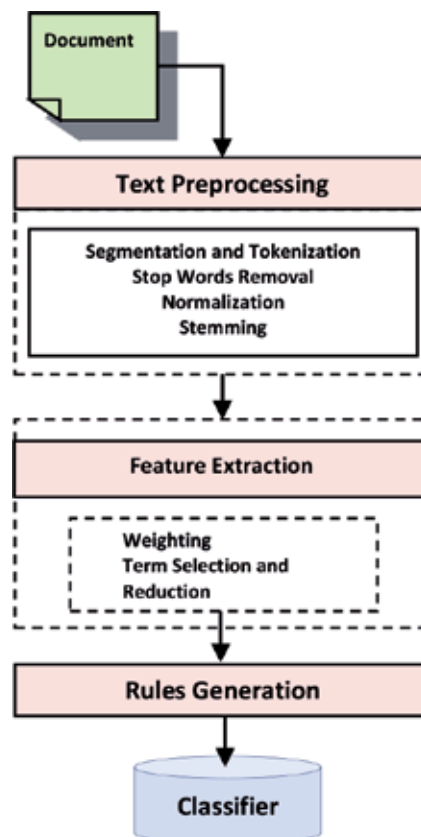 Document
Text Preprocessing
Segmentation and Tokenization
Stop Words Removal
Normalization
Stemming
Feature Extraction
Weighting
Term Selection and
Reduction
Rules Generation
Classifier